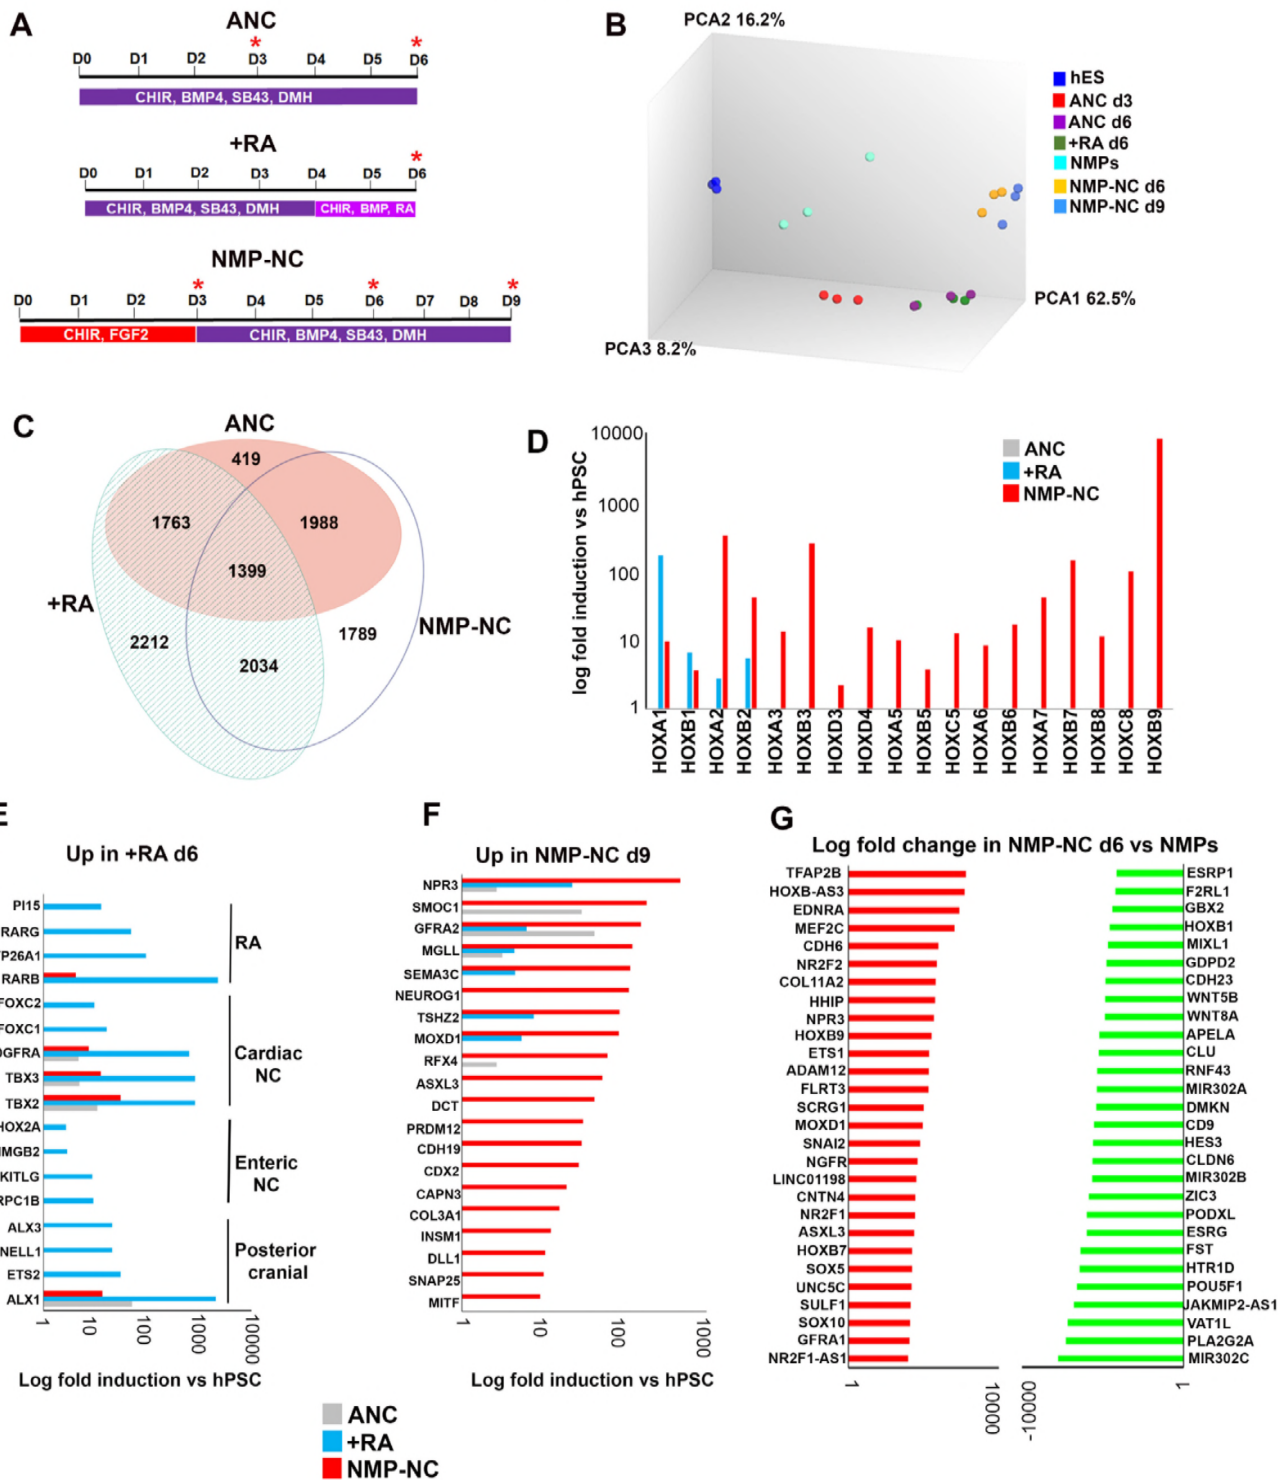 A
ANC
* *
D0 D1 D2 D3 D4 D5 D6
CHIR, BMP4, SB43, DMH
+RA
*
D0 D1 D2 D3 D4 D5 D6
CHIR, BMP4, SB43, DMH CHIR, BMP, RA
NMP-NC
* * *
D0 D1 D2 D3 D4 D5 D6 D7 D8 D9
CHIR, FGF2 CHIR, BMP4, SB43, DMH
B
PCA2 16.2%
PCA1 62.5%
PCA3 8.2%
hES
ANC d3
ANC d6
+RA d6
NMPs
NMP-NC d6
NMP-NC d9
C
ANC
419
1763
1988
1399
+RA
2212
2034
1789
NMP-NC
D
log fold induction vs hPSC
10000
1000
100
10
1
ANC
+RA
NMP-NC
HOXA1
HOXB1
HOXA2
HOXB2
HOXA3
HOXB3
HOXD3
HOXD4
HOXA5
HOXB5
HOXC5
HOXA6
HOXB6
HOXA7
HOXB7
HOXB8
HOXC8
HOXB9
E
Up in +RA d6
PI15
RARG
P26A1
RARB
FOXC2
FOXC1
DGFRA
TBX3
TBX2
HOX2A
HMGB2
KITLG
RPC1B
ALX3
NELL1
ETS2
ALX1
RA
Cardiac
NC
Enteric
NC
Posterior
cranial
1 10 100 1000 10000
Log fold induction vs hPSC
F
Up in NMP-NC d9
NPR3
SMOC1
GFRA2
MGLL
SEMA3C
NEUROG1
TSHZ2
MOXD1
RFX4
ASXL3
DCT
PRDM12
CDH19
CDX2
CAPN3
COL3A1
INSM1
DLL1
SNAP25
MITF
1 10 100 1000
Log fold induction vs hPSC
ANC
+RA
NMP-NC
G
Log fold change in NMP-NC d6 vs NMPs
TFAP2B
HOXB-AS3
EDNRA
MEF2C
CDH6
NR2F2
COL11A2
HHIP
NPR3
HOXB9
ETS1
ADAM12
FLRT3
SCRG1
MOXD1
SNAI2
NGFR
LINC01198
CNTN4
NR2F1
ASXL3
HOXB7
SOX5
UNC5C
SULF1
SOX10
GFRA1
NR2F1-AS1
1 10000
ESRP1
F2RL1
GBX2
HOXB1
MIXL1
GDPD2
CDH23
WNT5B
WNT8A
APELA
CLU
RNF43
MIR302A
DMKN
CD9
HES3
CLDN6
MIR302B
ZIC3
PODXL
ESRG
FST
HTR1D
POU5F1
JAKMIP2-AS1
VAT1L
PLA2G2A
MIR302C
-10000 1